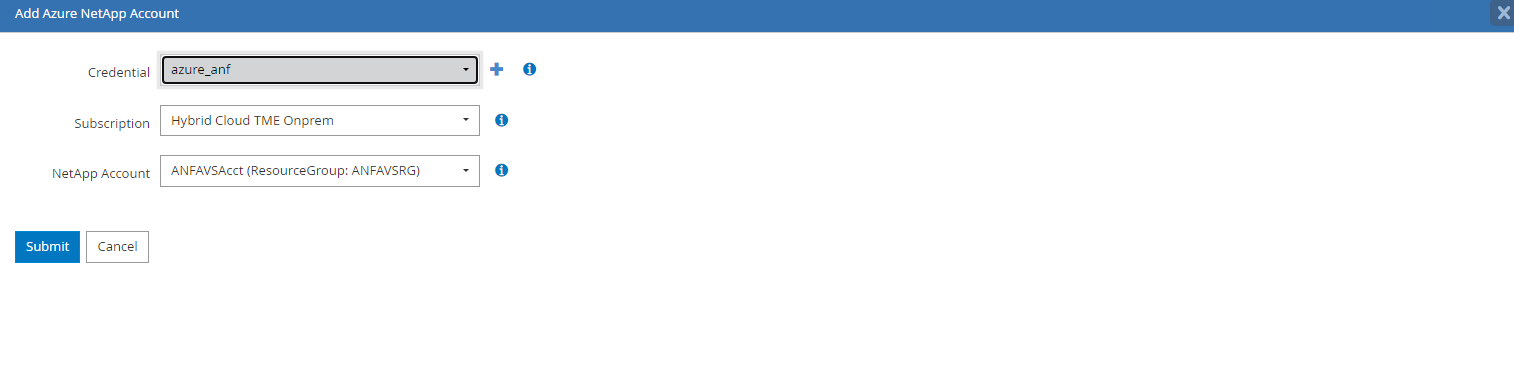 Add Azure NetApp Account
Credential azure_anf
Subscription Hybrid Cloud TME Onprem
NetApp Account ANFAVSAcct (ResourceGroup: ANFAVSRG)
Submit Cancel